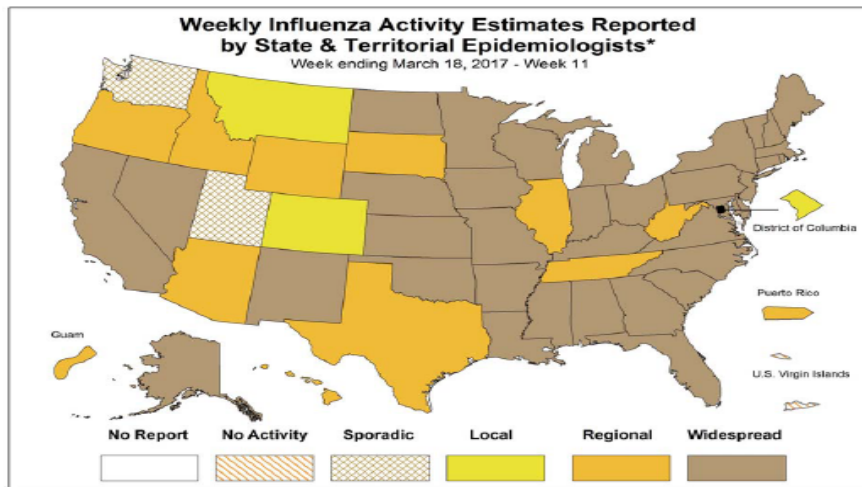 Weekly Influenza Activity Estimates Reported
by State & Territorial Epidemiologists*
Week ending March 18, 2017 - Week 11
District of Columbia
Puerto Rico
Guam
U.S. Virgin Islands
No Report No Activity Sporadic Local Regional Widespread